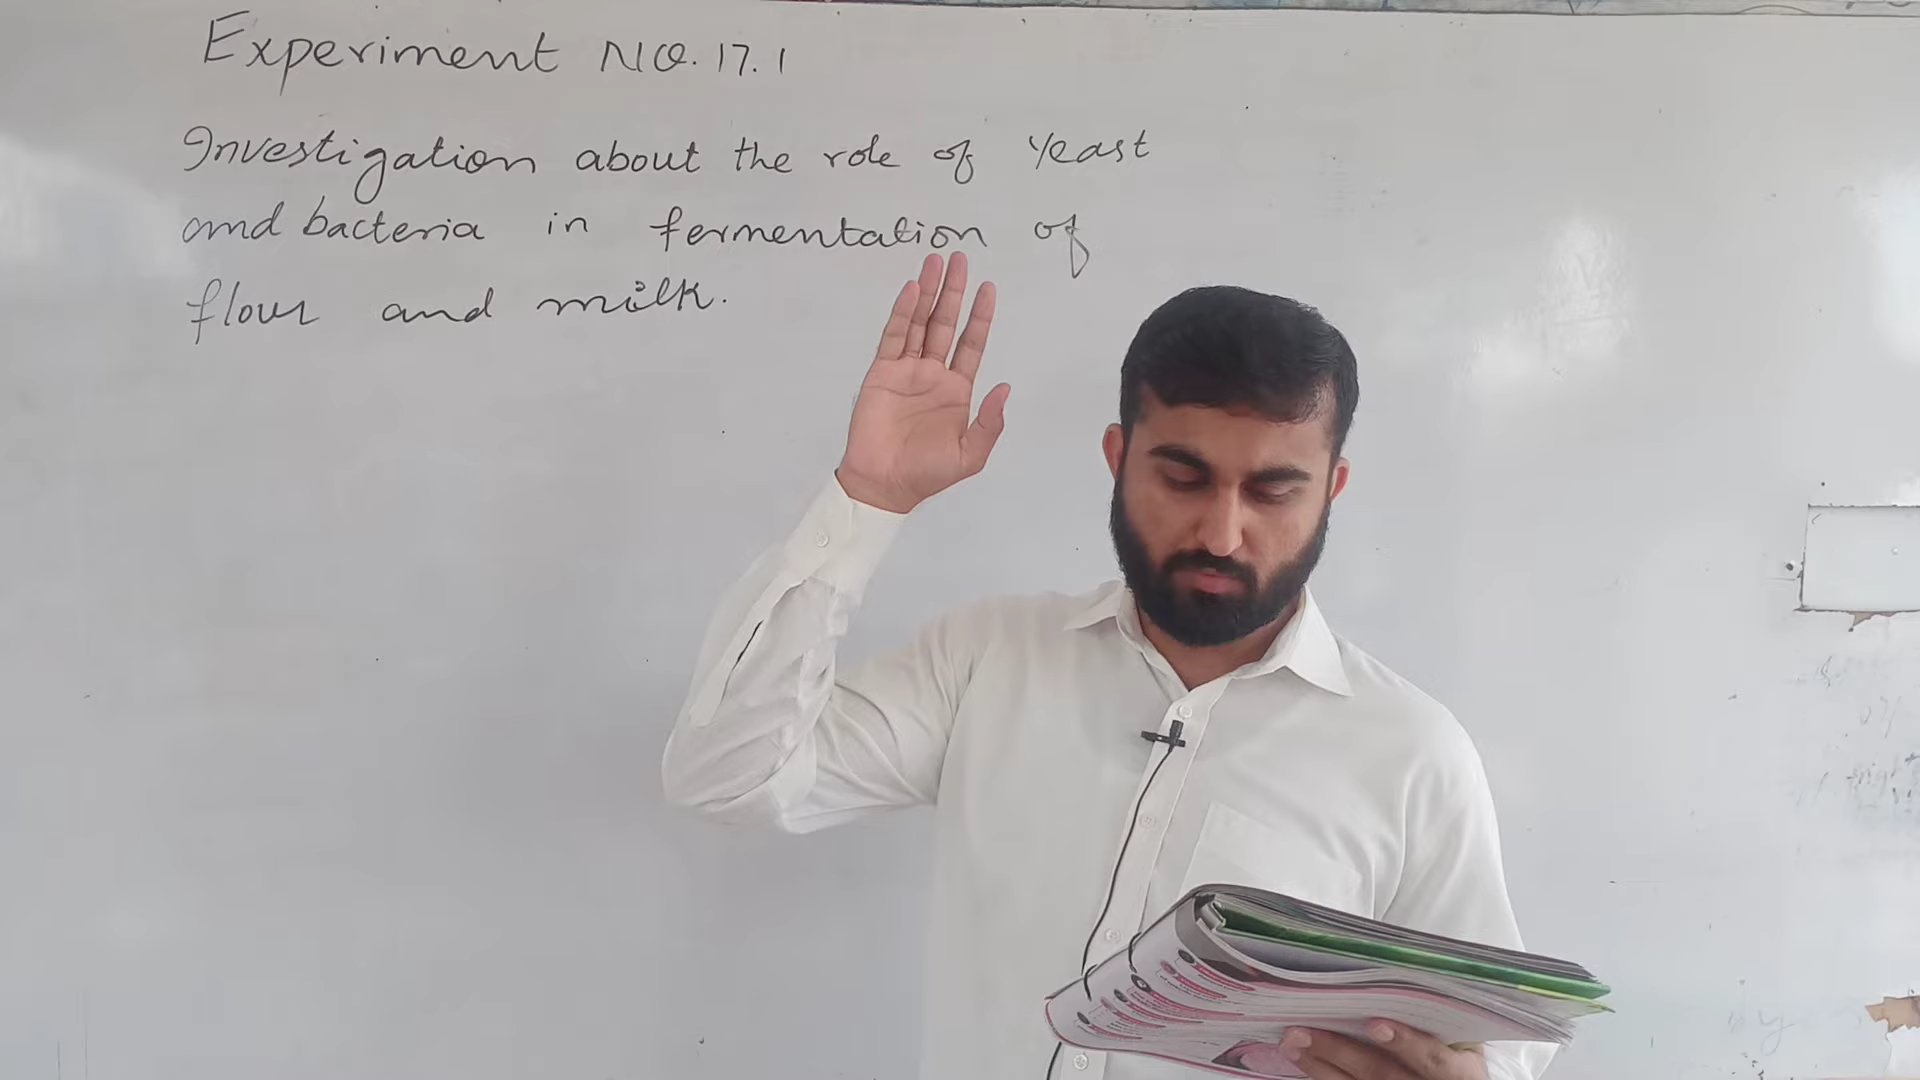 Experiment NO. 17.1
Investigation about the role of yeast
and bacteria in fermentation of
flour and milk.